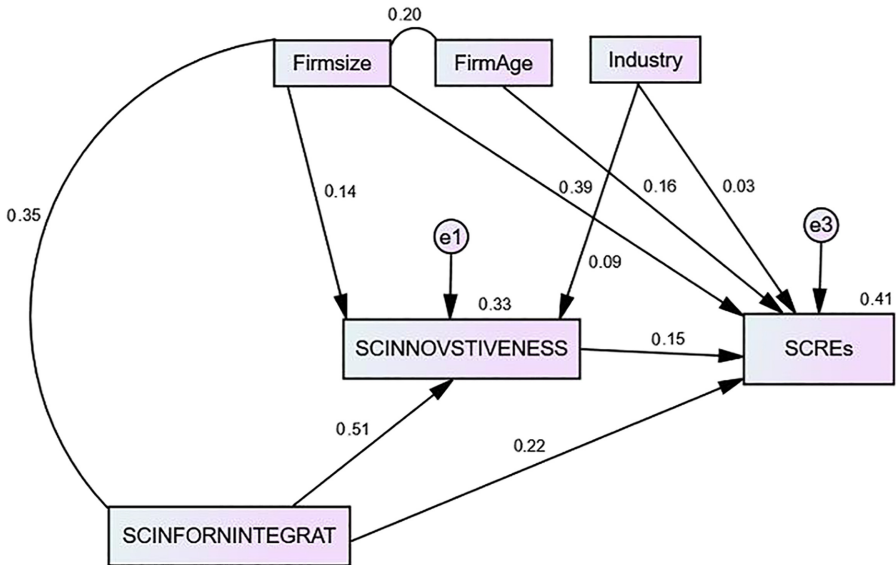 0.20
Firmsize
FirmAge
Industry
0.35
0.14
0.39
0.16
0.03
e1
e3
0.09
0.33
0.41
SCINNOVSTIVENESS
0.15
SCREs
0.51
0.22
SCINFORNINTEGRAT